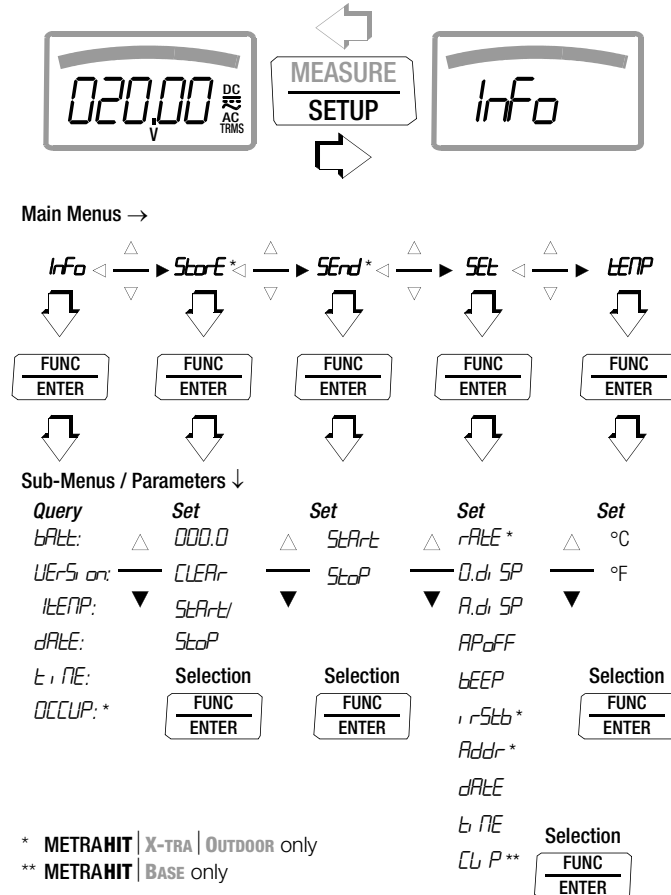 020.00 V DC AC TRMS
MEASURE
SETUP
InFo
Main Menus →
InFo StorE * SEnd * SEt tEMP
FUNC FUNC FUNC FUNC FUNC
ENTER ENTER ENTER ENTER ENTER
Sub-Menus / Parameters ↓
Query Set Set Set Set
bAtt: 000.0 StArt rAtE * °C
VErSion: CLEAr StoP 0.diSP °F
ItEMP: StArt/ A.diSP
dAtE: StoP APoFF
tiME: Selection Selection bEEP Selection
OCCUP: * FUNC FUNC irStb * FUNC
ENTER ENTER Addr * ENTER
dAtE
tiME
CLIP **
Selection
FUNC
ENTER
* METRAHIT | X-TRA | OUTDOOR only
** METRAHIT | BASE only